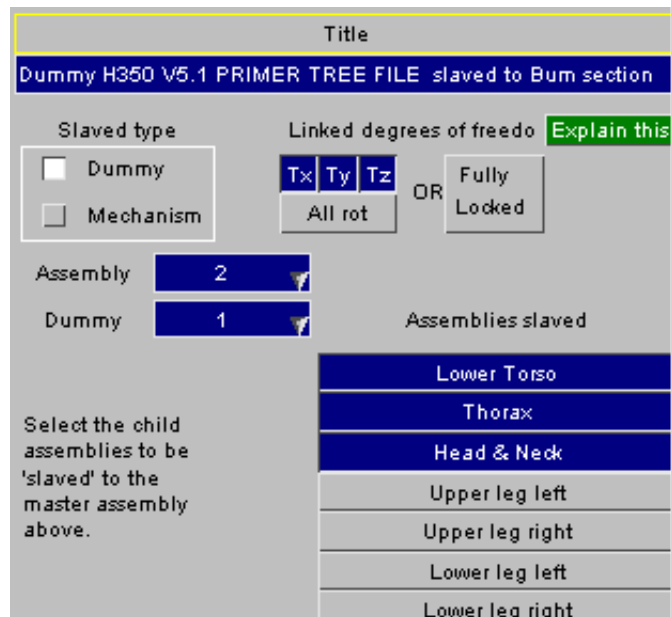 Title
Dummy H350 V5.1 PRIMER TREE FILE slaved to Bum section
Slaved type
Linked degrees of freedo
Explain this
Dummy
Mechanism
Tx Ty Tz
All rot
OR
Fully
Locked
Assembly 2
Dummy 1
Assemblies slaved
Select the child
assemblies to be
'slaved' to the
master assembly
above.
Lower Torso
Thorax
Head & Neck
Upper leg left
Upper leg right
Lower leg left
Lower leg right